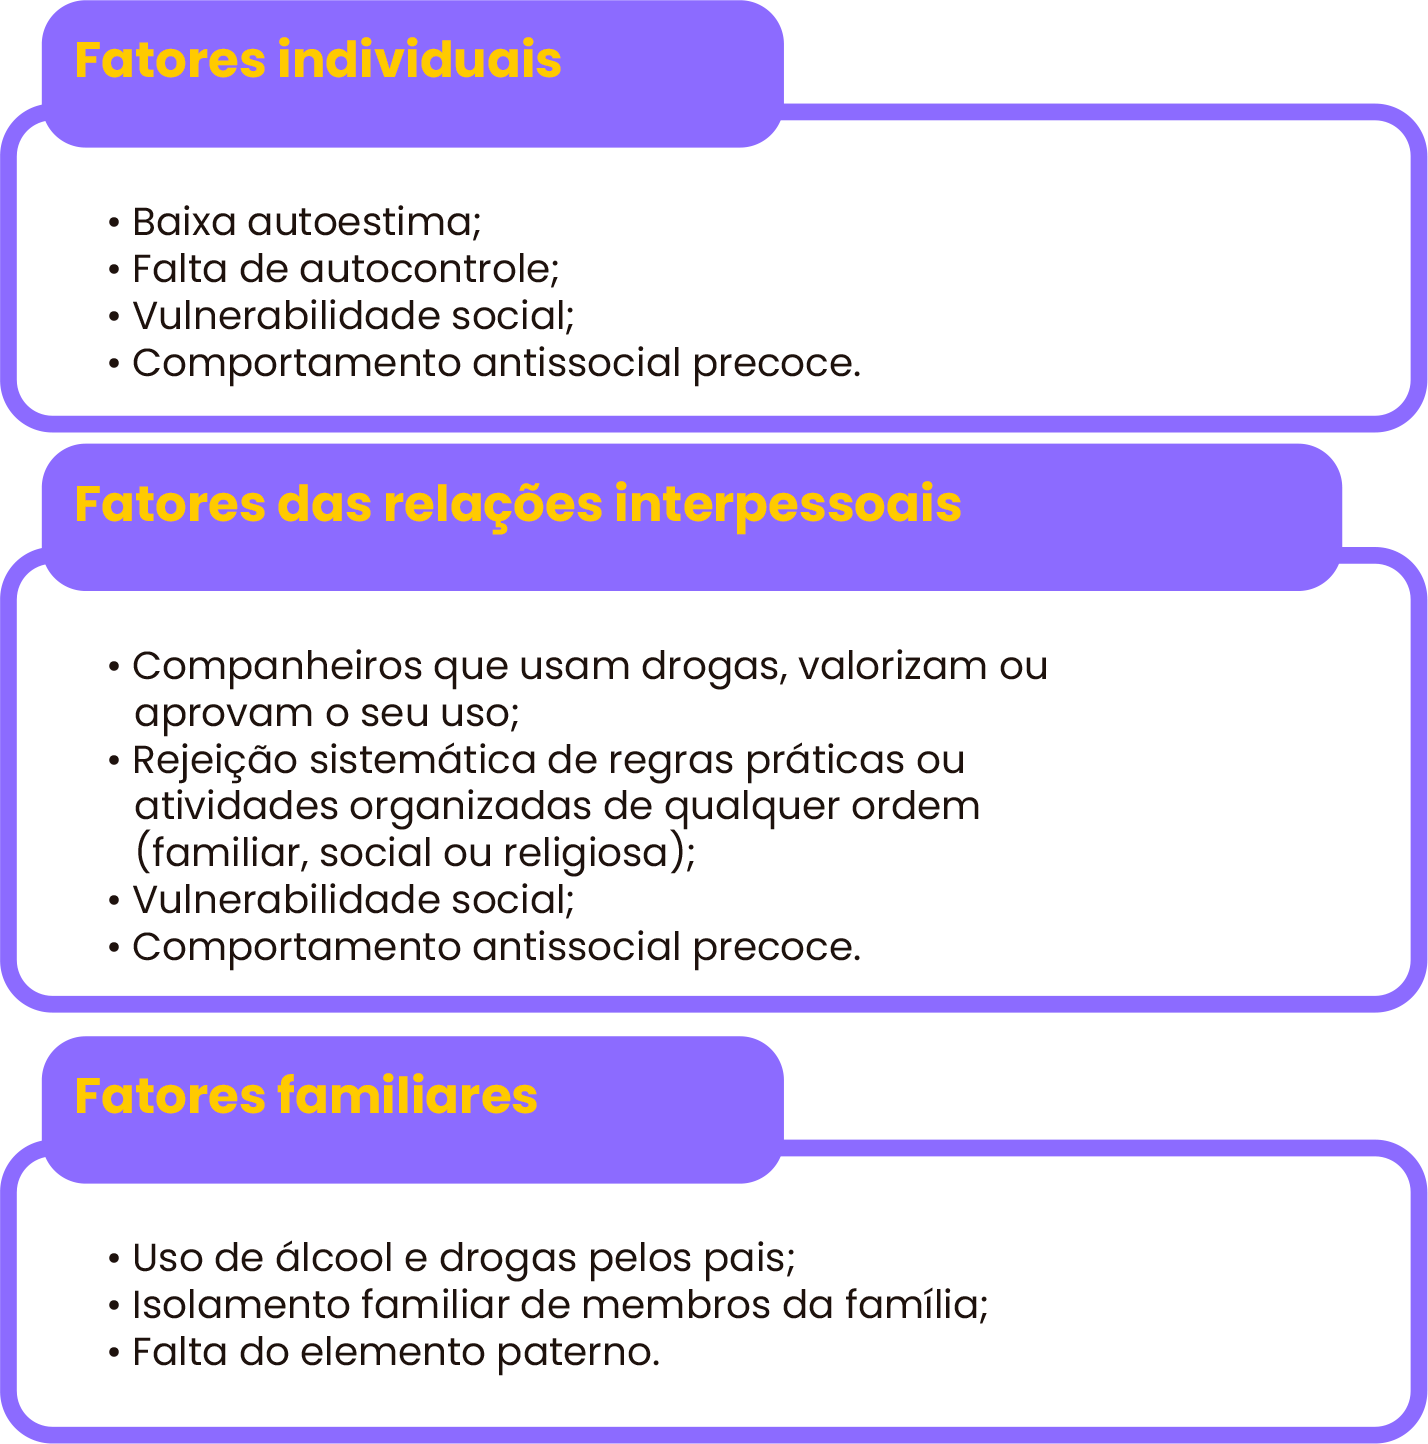 Fatores individuais
• Baixa autoestima;
• Falta de autocontrole;
• Vulnerabilidade social;
• Comportamento antissocial precoce.
Fatores das relações interpessoais
• Companheiros que usam drogas, valorizam ou
aprovam o seu uso;
• Rejeição sistemática de regras práticas ou
atividades organizadas de qualquer ordem
(familiar, social ou religiosa);
• Vulnerabilidade social;
• Comportamento antissocial precoce.
Fatores familiares
• Uso de álcool e drogas pelos pais;
• Isolamento familiar de membros da família;
• Falta do elemento paterno.